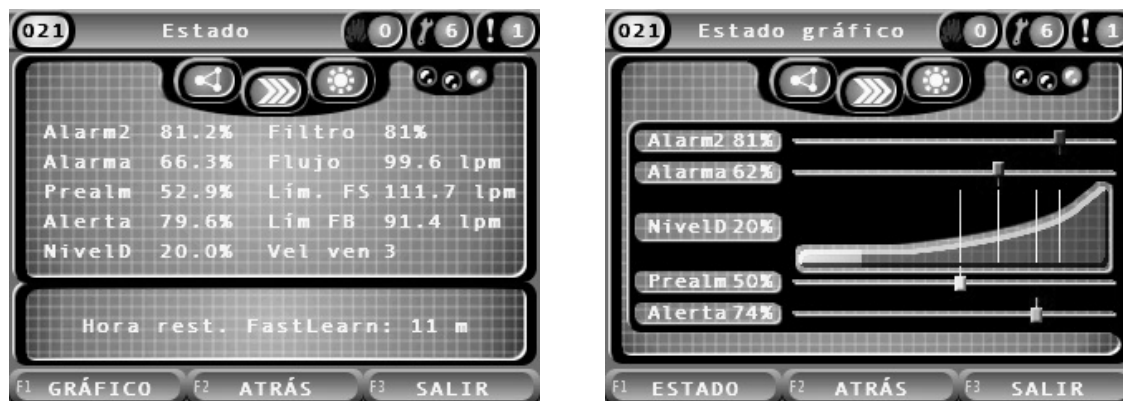 021 Estado 0 6 ! 1
Alarm2 81.2% Filtro 81%
Alarma 66.3% Flujo 99.6 lpm
Prealm 52.9% Lím. FS 111.7 lpm
Alerta 79.6% Lím FB 91.4 lpm
NivelD 20.0% Vel ven 3
Hora rest. FastLearn: 11 m
F1 GRÁFICO F2 ATRÁS F3 SALIR
021 Estado gráfico 0 6 ! 1
Alarm2 81%
Alarma 62%
NivelD 20%
Prealm 50%
Alerta 74%
F1 ESTADO F2 ATRÁS F3 SALIR